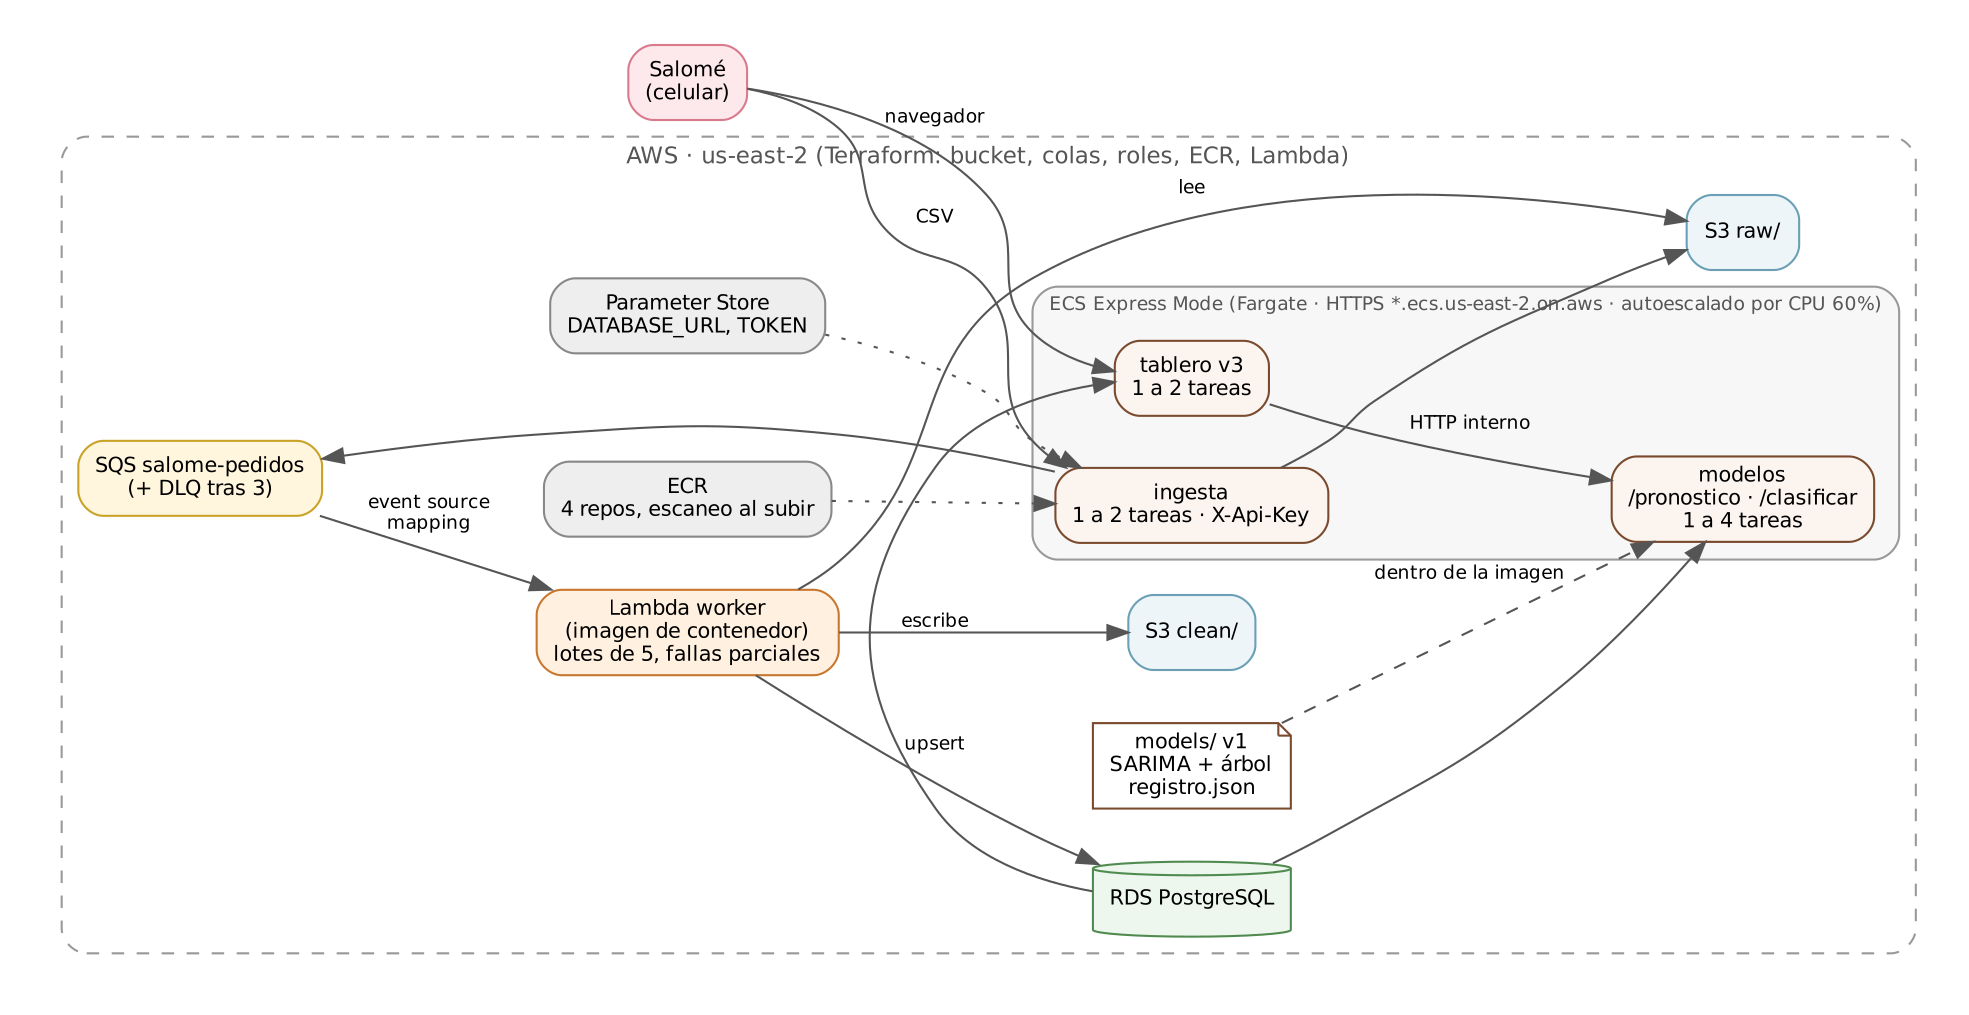 Salomé
(celular)
navegador
AWS · us-east-2 (Terraform: bucket, colas, roles, ECR, Lambda)
lee
CSV
S3 raw/
Parameter Store
DATABASE_URL, TOKEN
ECS Express Mode (Fargate · HTTPS *.ecs.us-east-2.on.aws · autoescalado por CPU 60%)
tablero v3
1 a 2 tareas
HTTP interno
SQS salome-pedidos
(+ DLQ tras 3)
event source
mapping
ECR
4 repos, escaneo al subir
ingesta
1 a 2 tareas · X-Api-Key
modelos
/pronostico · /clasificar
1 a 4 tareas
dentro de la imagen
Lambda worker
(imagen de contenedor)
lotes de 5, fallas parciales
escribe
S3 clean/
upsert
models/ v1
SARIMA + árbol
registro.json
RDS PostgreSQL